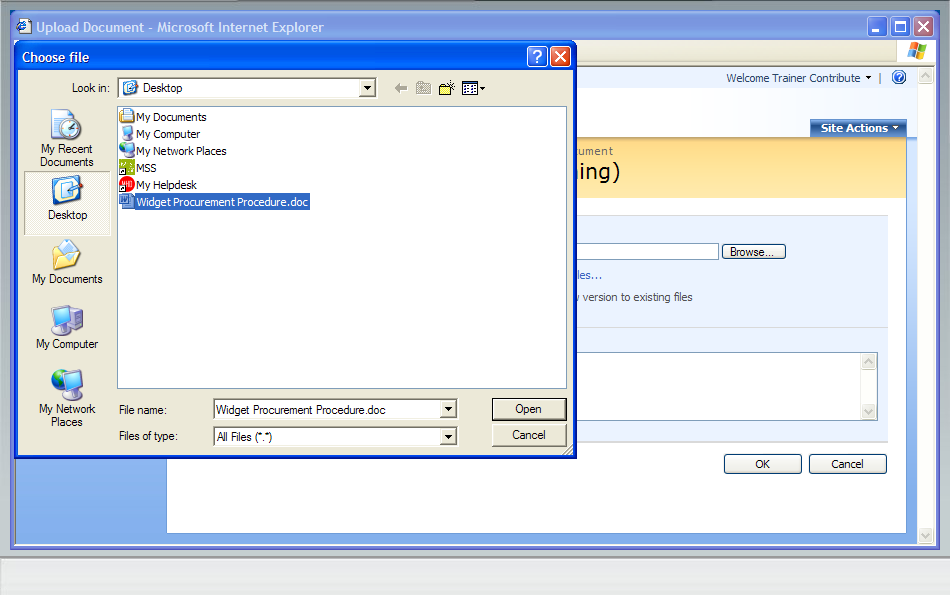 Upload Document - Microsoft Internet Explorer
Choose file
Look in: Desktop
Welcome Trainer Contribute
Site Actions
My Documents
My Computer
My Network Places
MSS
My Helpdesk
Widget Procurement Procedure.doc
My Recent
Documents
Desktop
My Documents
My Computer
My Network
Places
ument
ing)
Browse...
les...
version to existing files
File name: Widget Procurement Procedure.doc Open
Files of type: All Files (*.*) Cancel
OK Cancel